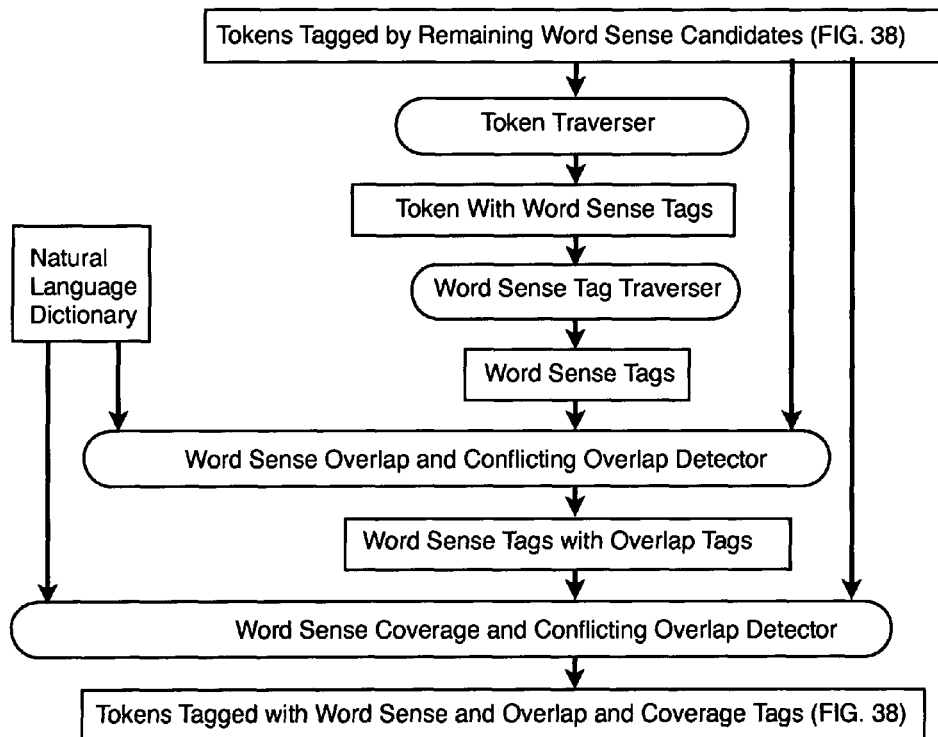 Tokens Tagged by Remaining Word Sense Candidates (FIG. 38)
Token Traverser
Token With Word Sense Tags
Natural
Language
Dictionary
Word Sense Tag Traverser
Word Sense Tags
Word Sense Overlap and Conflicting Overlap Detector
Word Sense Tags with Overlap Tags
Word Sense Coverage and Conflicting Overlap Detector
Tokens Tagged with Word Sense and Overlap and Coverage Tags (FIG. 38)